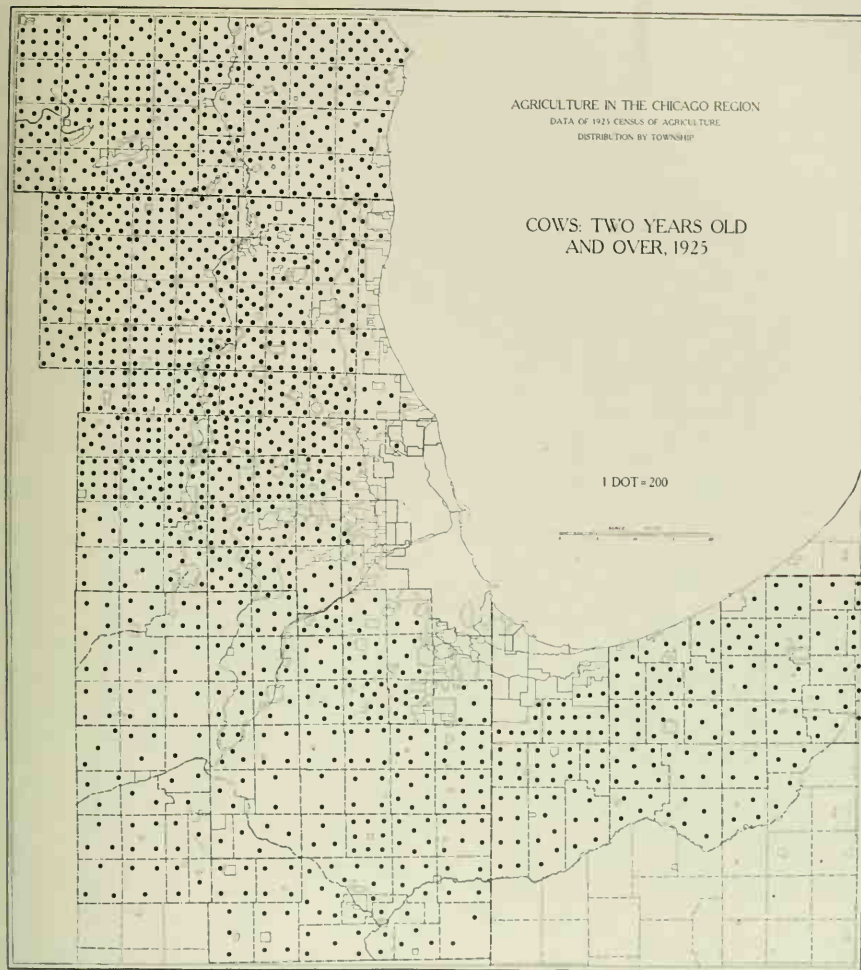 AGRICULTURE IN THE CHICAGO REGION
DATA OF 1925 CENSUS OF AGRICULTURE
DISTRIBUTION BY TOWNSHIP
COWS: TWO YEARS OLD
AND OVER, 1925
1 DOT = 200